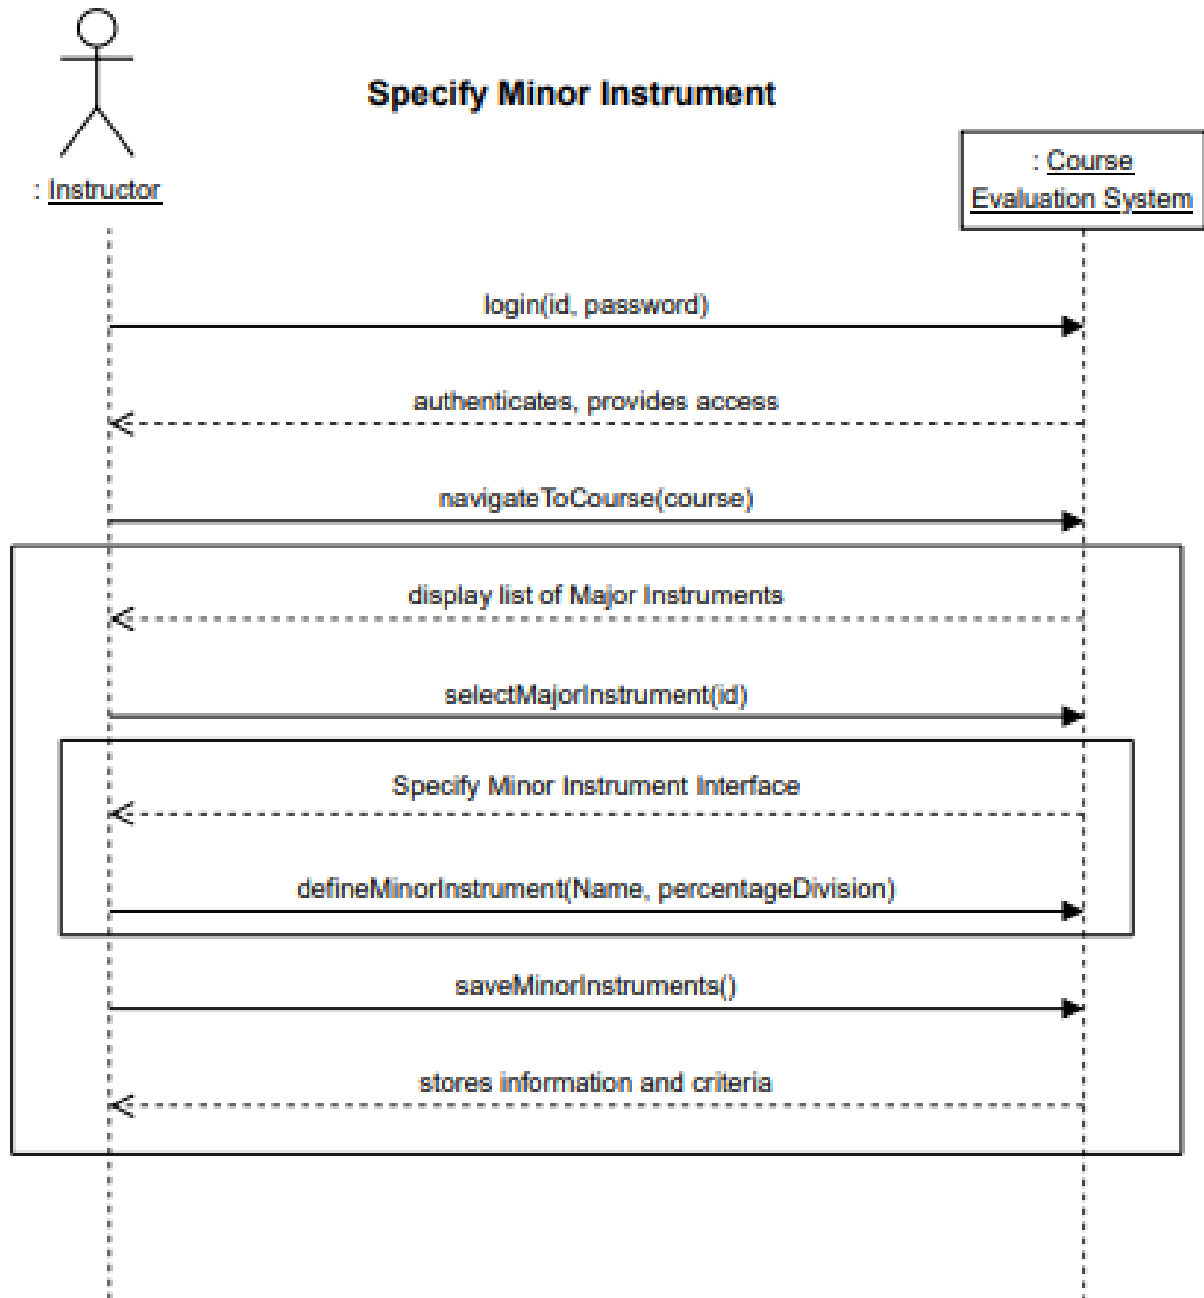 Specify Minor Instrument
: Instructor
: Course
Evaluation System
login(id, password)
authenticates, provides access
navigateToCourse(course)
display list of Major Instruments
selectMajorInstrument(id)
Specify Minor Instrument Interface
defineMinorInstrument(Name, percentageDivision)
saveMinorInstruments()
stores information and criteria